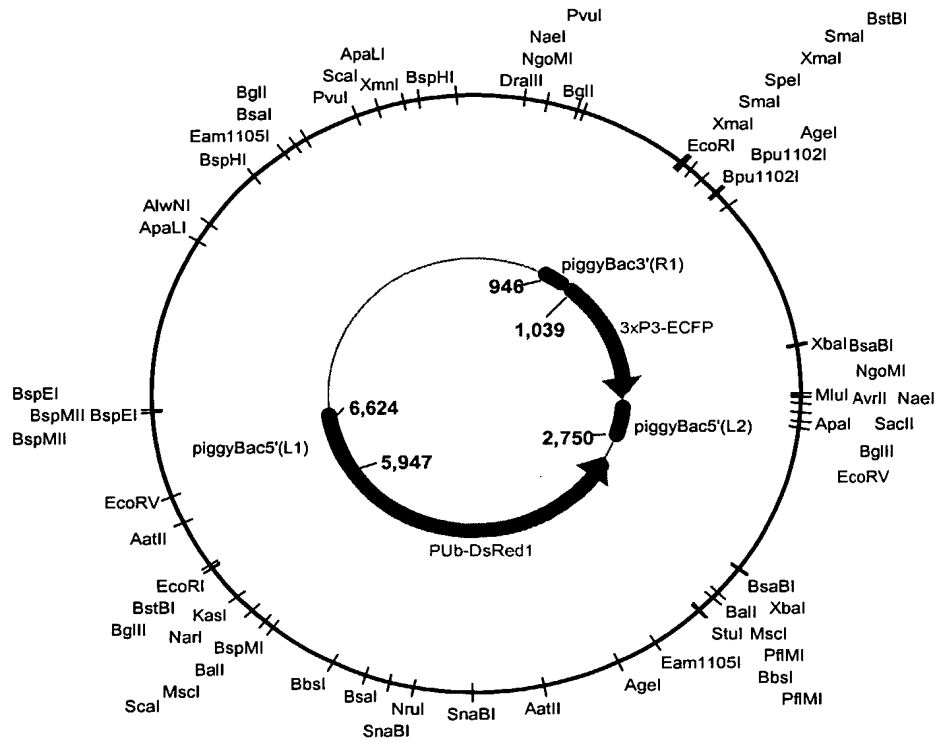 PvuI
NaeI
NgoMI
DraIII
BglI
BstBI
SmaI
XmaI
SpeI
SmaI
XmaI
EcoRI
AgeI
Bpu1102I
Bpu1102I
ApaLI
ScaI
XmnI
BspHI
PvuI
BglI
BsaI
Eam1105I
BspHI
AlwNI
ApaLI
piggyBac3'(R1)
946
1,039
3xP3-ECFP
XbaI BsaBI
NgoMI
MluI AvrII NaeI
ApaI SacII
BglII
EcoRV
BspEI
BspMII BspEI
BspMII
6,624
piggyBac5'(L1)
5,947
2,750
piggyBac5'(L2)
PUb-DsRed1
EcoRV
AatII
EcoRI
BstBI
BglII
KasI
NarI
BspMI
BalI
MscI
ScaI
BbsI
BsaI
NruI
SnaBI
SnaBI
AatII
AgeI
Eam1105I
BsaBI
BalI XbaI
StuI MscI
PflMI
BbsI
PflMI